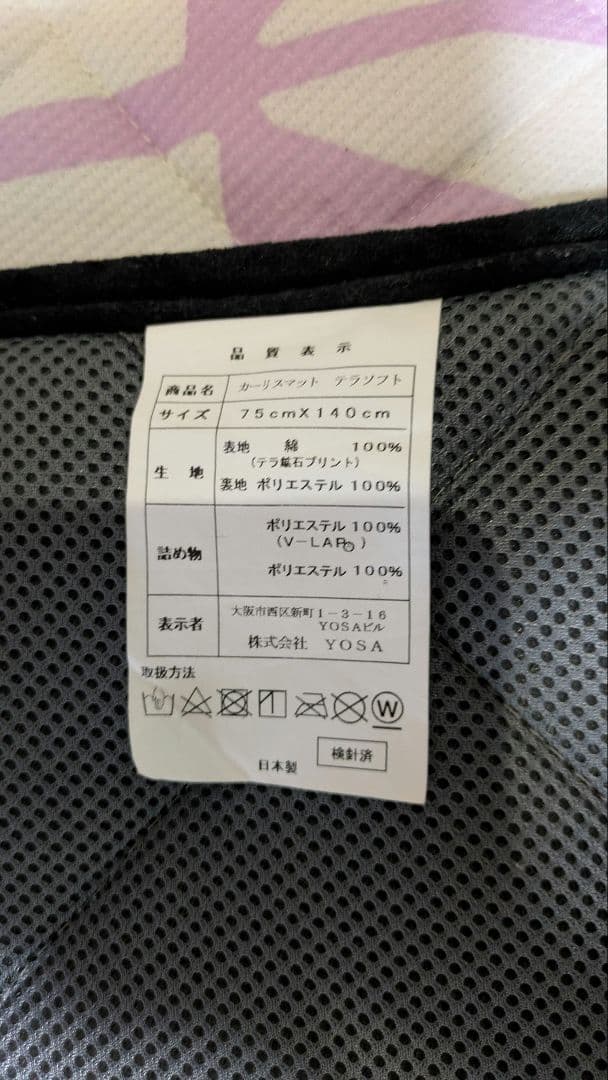 品質表示
商品名 カーリスマット テラソフト
サイズ 75cmX140cm
生地 表地 綿 100%
(テラ鉱石プリント)
裏地 ポリエステル 100%
詰め物 ポリエステル 100%
(V-LAP®)
ポリエステル 100%
表示者 大阪市西区新町1-3-16
YOSAビル
株式会社 YOSA
取扱方法
W
検針済
日本製